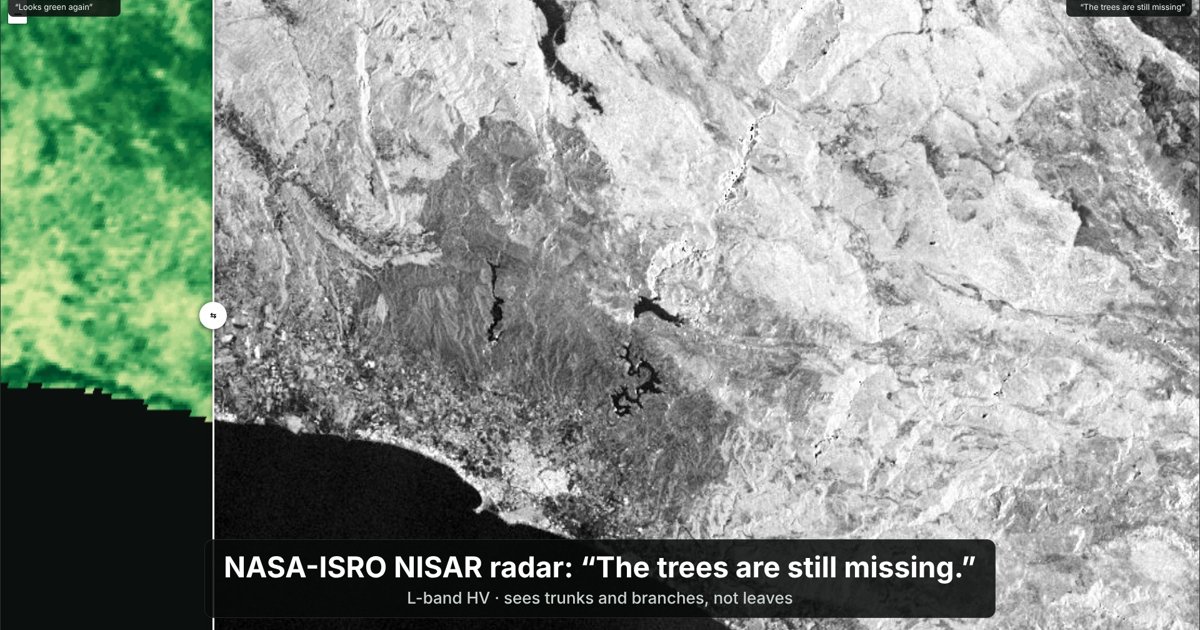 “Looks green again”
“The trees are still missing”
NASA-ISRO NISAR radar: “The trees are still missing.”
L-band HV · sees trunks and branches, not leaves